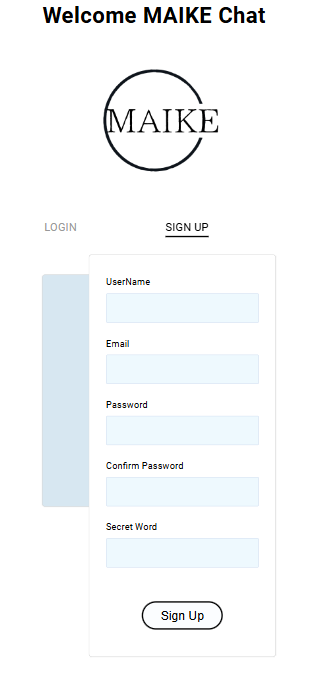 Welcome MAIKE Chat
MAIKE
LOGIN
SIGN UP
UserName
Email
Password
Confirm Password
Secret Word
Sign Up